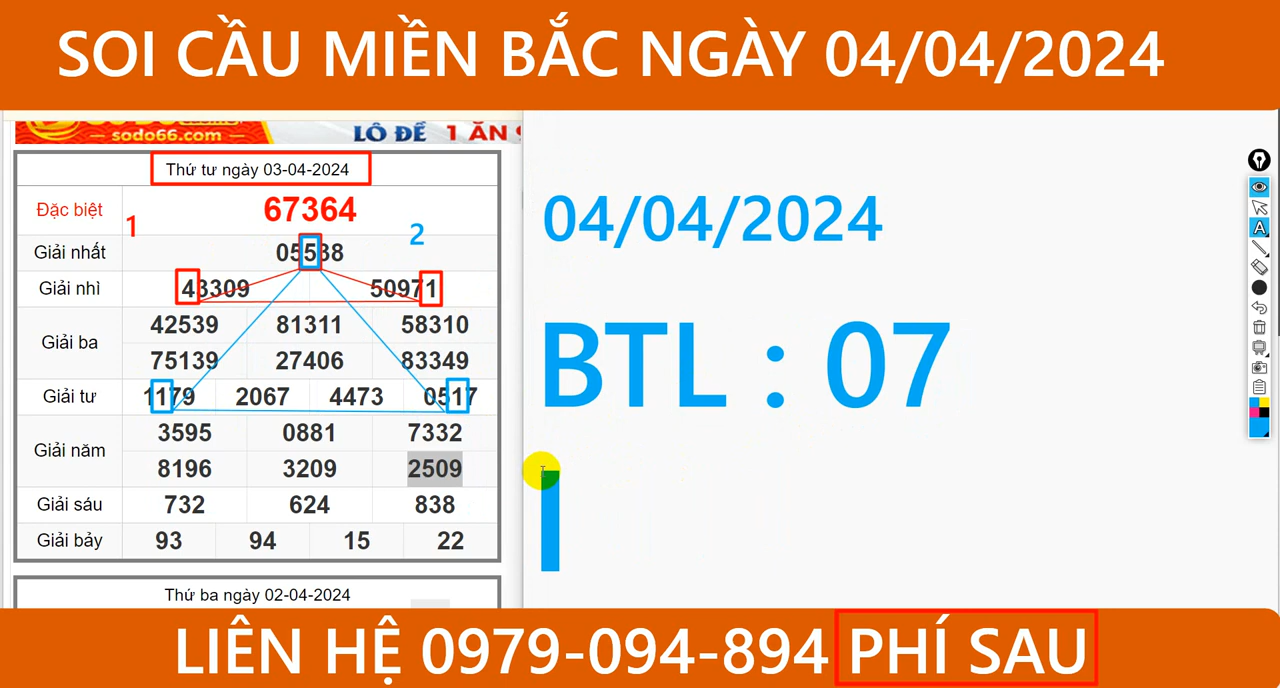 SOI CẦU MIỀN BẮC NGÀY 04/04/2024
sodo66.com
LÔ ĐỀ 1 ĂN 9
Thứ tư ngày 03-04-2024
Đặc biệt 67364
1
2
Giải nhất 05538
Giải nhì 43309 50971
Giải ba 42539 81311 58310
75139 27406 83349
Giải tư 1179 2067 4473 0517
Giải năm 3595 0881 7332
8196 3209 2509
Giải sáu 732 624 838
Giải bảy 93 94 15 22
Thứ ba ngày 02-04-2024
04/04/2024
BTL : 07
A
LIÊN HỆ 0979-094-894 PHÍ SAU